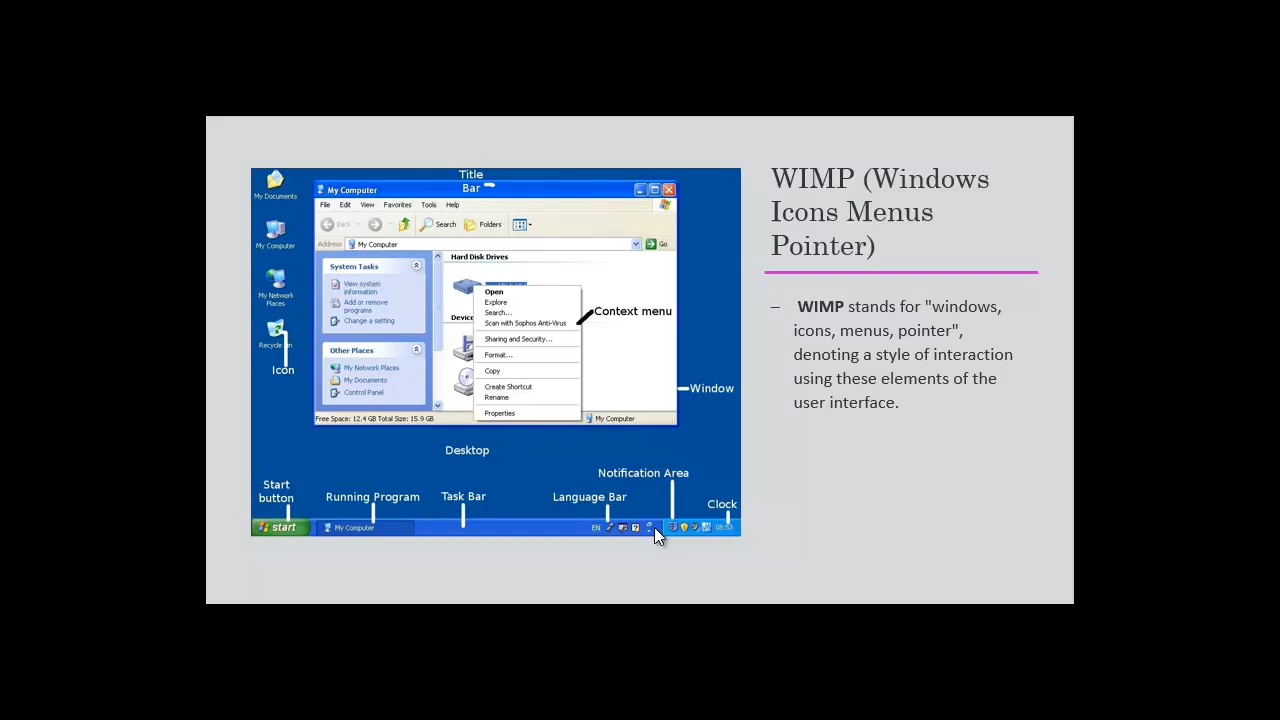 Title
Bar
My Documents
My Computer
My Network
Places
Recycle Bin
Icon
My Computer
File Edit View Favorites Tools Help
Back Search Folders
Address My Computer Go
System Tasks
View system
information
Add or remove
programs
Change a setting
Other Places
My Network Places
My Documents
Control Panel
Hard Disk Drives
Open
Explore
Search...
Scan with Sophos Anti-Virus
Sharing and Security...
Format...
Copy
Create Shortcut
Rename
Properties
Context menu
Window
Free Space: 12.4 GB Total Size: 15.9 GB
My Computer
Desktop
Start
button
Running Program
Task Bar
Language Bar
Notification Area
Clock
start
My Computer
EN
08:53
WIMP (Windows
Icons Menus
Pointer)
– WIMP stands for "windows,
icons, menus, pointer",
denoting a style of interaction
using these elements of the
user interface.